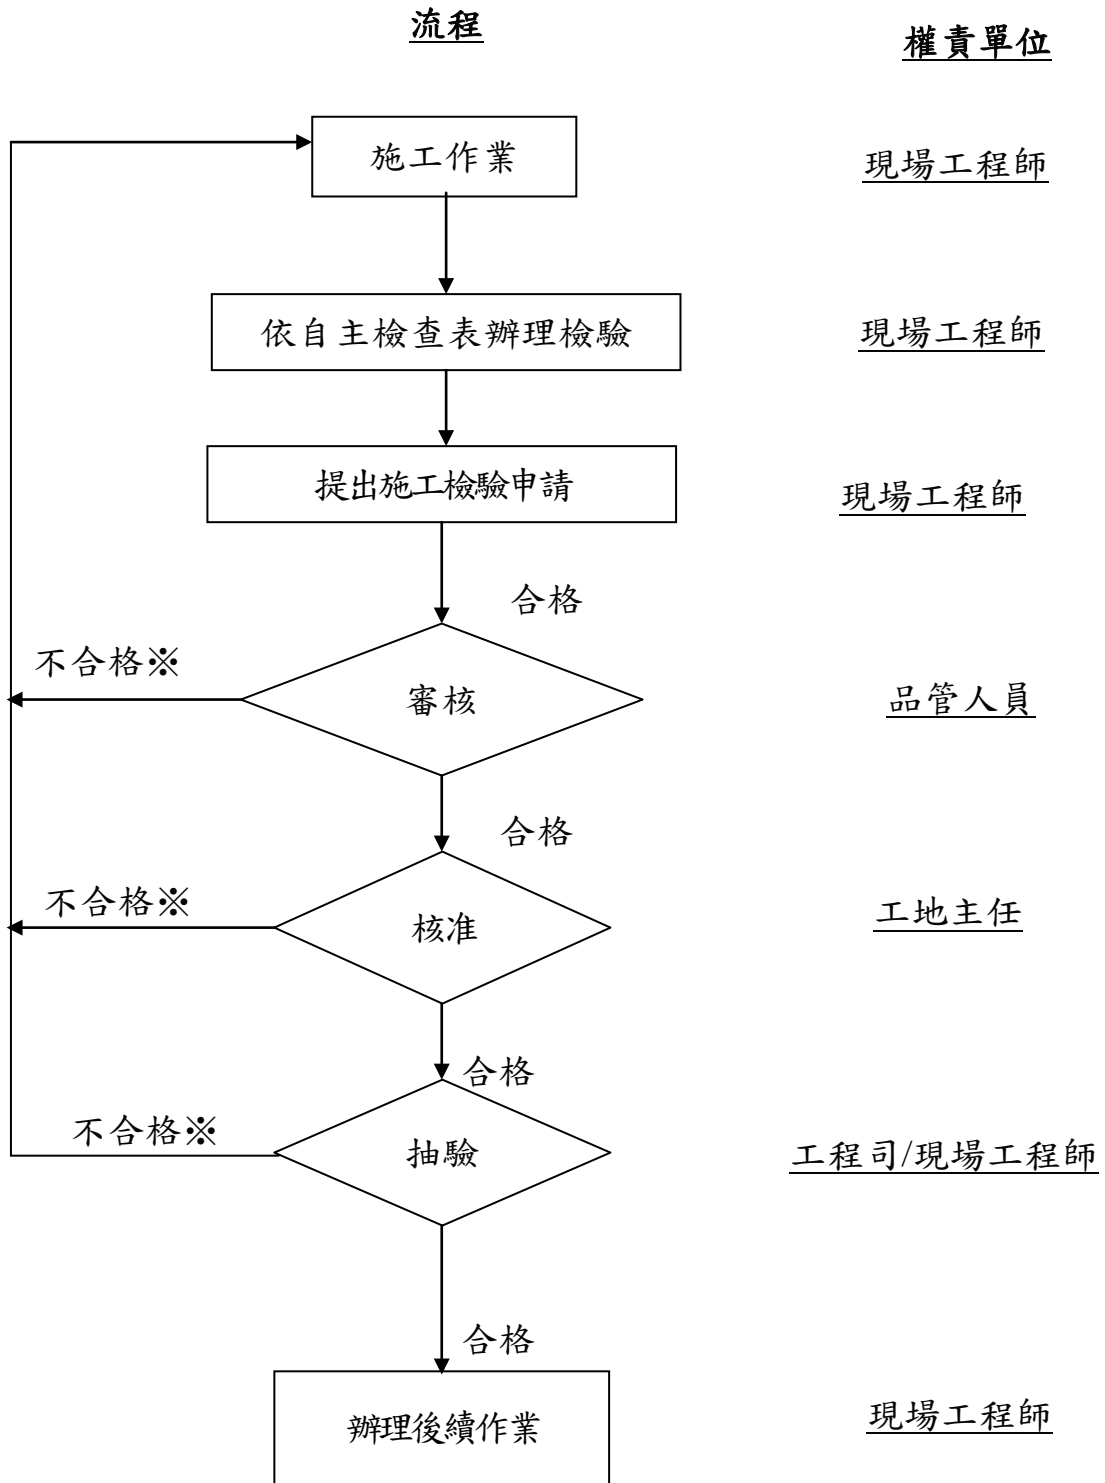 流程
權責單位
施工作業
現場工程師
依自主檢查表辦理檢驗
現場工程師
提出施工檢驗申請
現場工程師
合格
不合格※
審核
品管人員
合格
不合格※
核准
工地主任
合格
不合格※
抽驗
工程司/現場工程師
合格
辦理後續作業
現場工程師